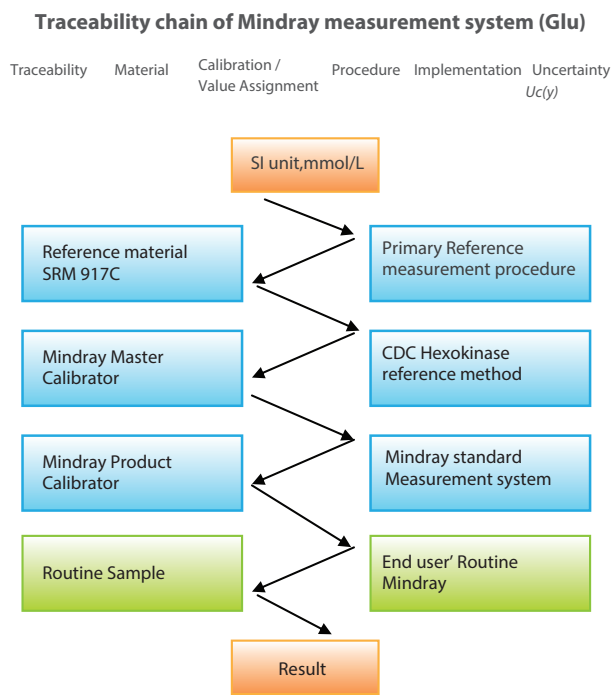 Traceability chain of Mindray measurement system (Glu)
Traceability Material Calibration / Procedure Implementation Uncertainty
Value Assignment Uc(y)
SI unit,mmol/L
Reference material
SRM 917C
Primary Reference
measurement procedure
Mindray Master
Calibrator
CDC Hexokinase
reference method
Mindray Product
Calibrator
Mindray standard
Measurement system
Routine Sample
End user' Routine
Mindray
Result